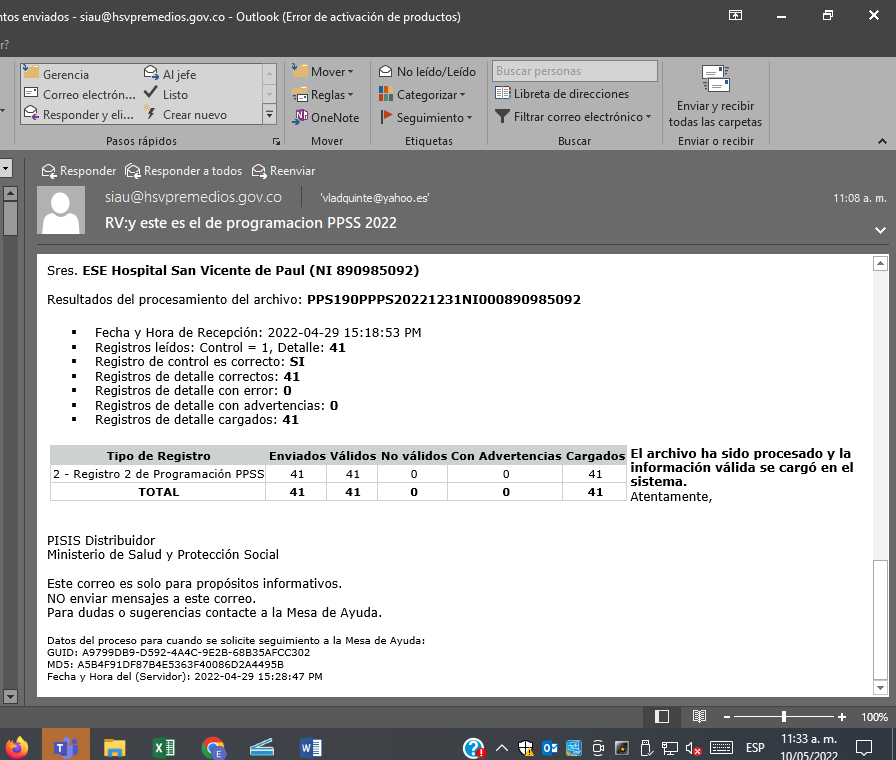 ntos enviados - siau@hsvpremedios.gov.co - Outlook (Error de activación de productos)
r?
Gerencia
Al jefe
Correo electrón...
Listo
Responder y eli...
Crear nuevo
Pasos rápidos
Mover
Reglas
OneNote
Mover
No leído/Leído
Categorizar
Seguimiento
Etiquetas
Buscar personas
Libreta de direcciones
Filtrar correo electrónico
Buscar
Enviar y recibir
todas las carpetas
Enviar o recibir
Responder Responder a todos Reenviar
siau@hsvpremedios.gov.co 'vladquinte@yahoo.es' 11:08 a. m.
RV:y este es el de programacion PPSS 2022
Sres. ESE Hospital San Vicente de Paul (NI 890985092)
Resultados del procesamiento del archivo: PPS190PPPS20221231NI000890985092
▪ Fecha y Hora de Recepción: 2022-04-29 15:18:53 PM
▪ Registros leídos: Control = 1, Detalle: 41
▪ Registro de control es correcto: SI
▪ Registros de detalle correctos: 41
▪ Registros de detalle con error: 0
▪ Registros de detalle con advertencias: 0
▪ Registros de detalle cargados: 41
Tipo de Registro Enviados Válidos No válidos Con Advertencias Cargados
2 - Registro 2 de Programación PPSS 41 41 0 0 41
TOTAL 41 41 0 0 41
El archivo ha sido procesado y la
información válida se cargó en el
sistema.
Atentamente,
PISIS Distribuidor
Ministerio de Salud y Protección Social
Este correo es solo para propósitos informativos.
NO enviar mensajes a este correo.
Para dudas o sugerencias contacte a la Mesa de Ayuda.
Datos del proceso para cuando se solicite seguimiento a la Mesa de Ayuda:
GUID: A9799DB9-D592-4A4C-9E2B-68B35AFCC302
MD5: A5B4F91DF87B4E5363F40086D2A4495B
Fecha y Hora del (Servidor): 2022-04-29 15:28:47 PM
100%
ESP
11:33 a. m.
10/05/2022